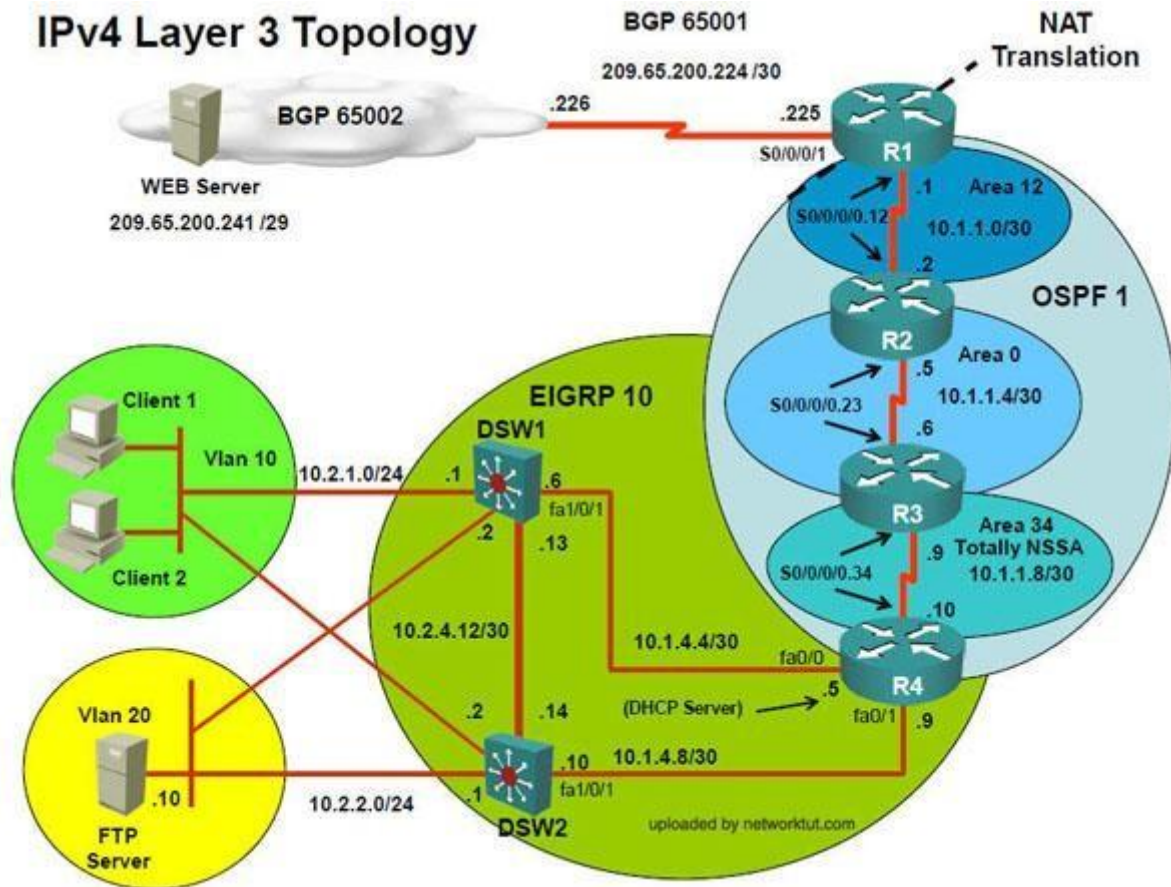 IPv4 Layer 3 Topology
BGP 65001
NAT
Translation
209.65.200.224 /30
.226
.225
BGP 65002
S0/0/0/1
R1
WEB Server
209.65.200.241 /29
.1
Area 12
S0/0/0/0.12
10.1.1.0/30
.2
OSPF 1
R2
Area 0
.5
10.1.1.4/30
S0/0/0/0.23
.6
R3
Area 34
Totally NSSA
.9
10.1.1.8/30
S0/0/0/0.34
.10
R4
EIGRP 10
DSW1
Client 1
Vlan 10
10.2.1.0/24
.1
.6
fa1/0/1
.2
.13
Client 2
10.2.4.12/30
10.1.4.4/30
fa0/0
.5
(DHCP Server)
fa0/1
.9
Vlan 20
.2
.14
.10
10.1.4.8/30
fa1/0/1
.10
10.2.2.0/24
.1
FTP
Server
DSW2
uploaded by networktut.com